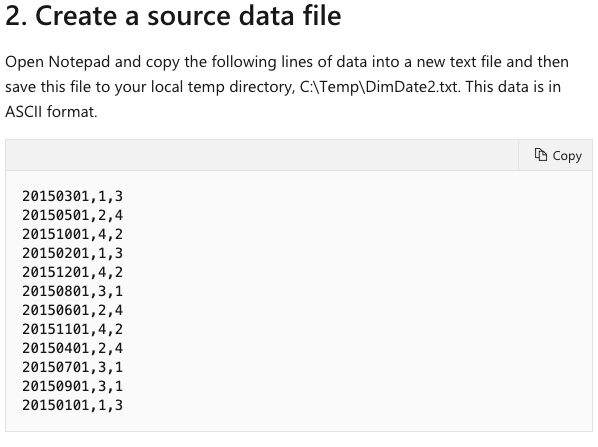 2. Create a source data file
Open Notepad and copy the following lines of data into a new text file and then
save this file to your local temp directory, C:\Temp\DimDate2.txt. This data is in
ASCII format.
Copy
20150301,1,3
20150501,2,4
20151001,4,2
20150201,1,3
20151201,4,2
20150801,3,1
20150601,2,4
20151101,4,2
20150401,2,4
20150701,3,1
20150901,3,1
20150101,1,3